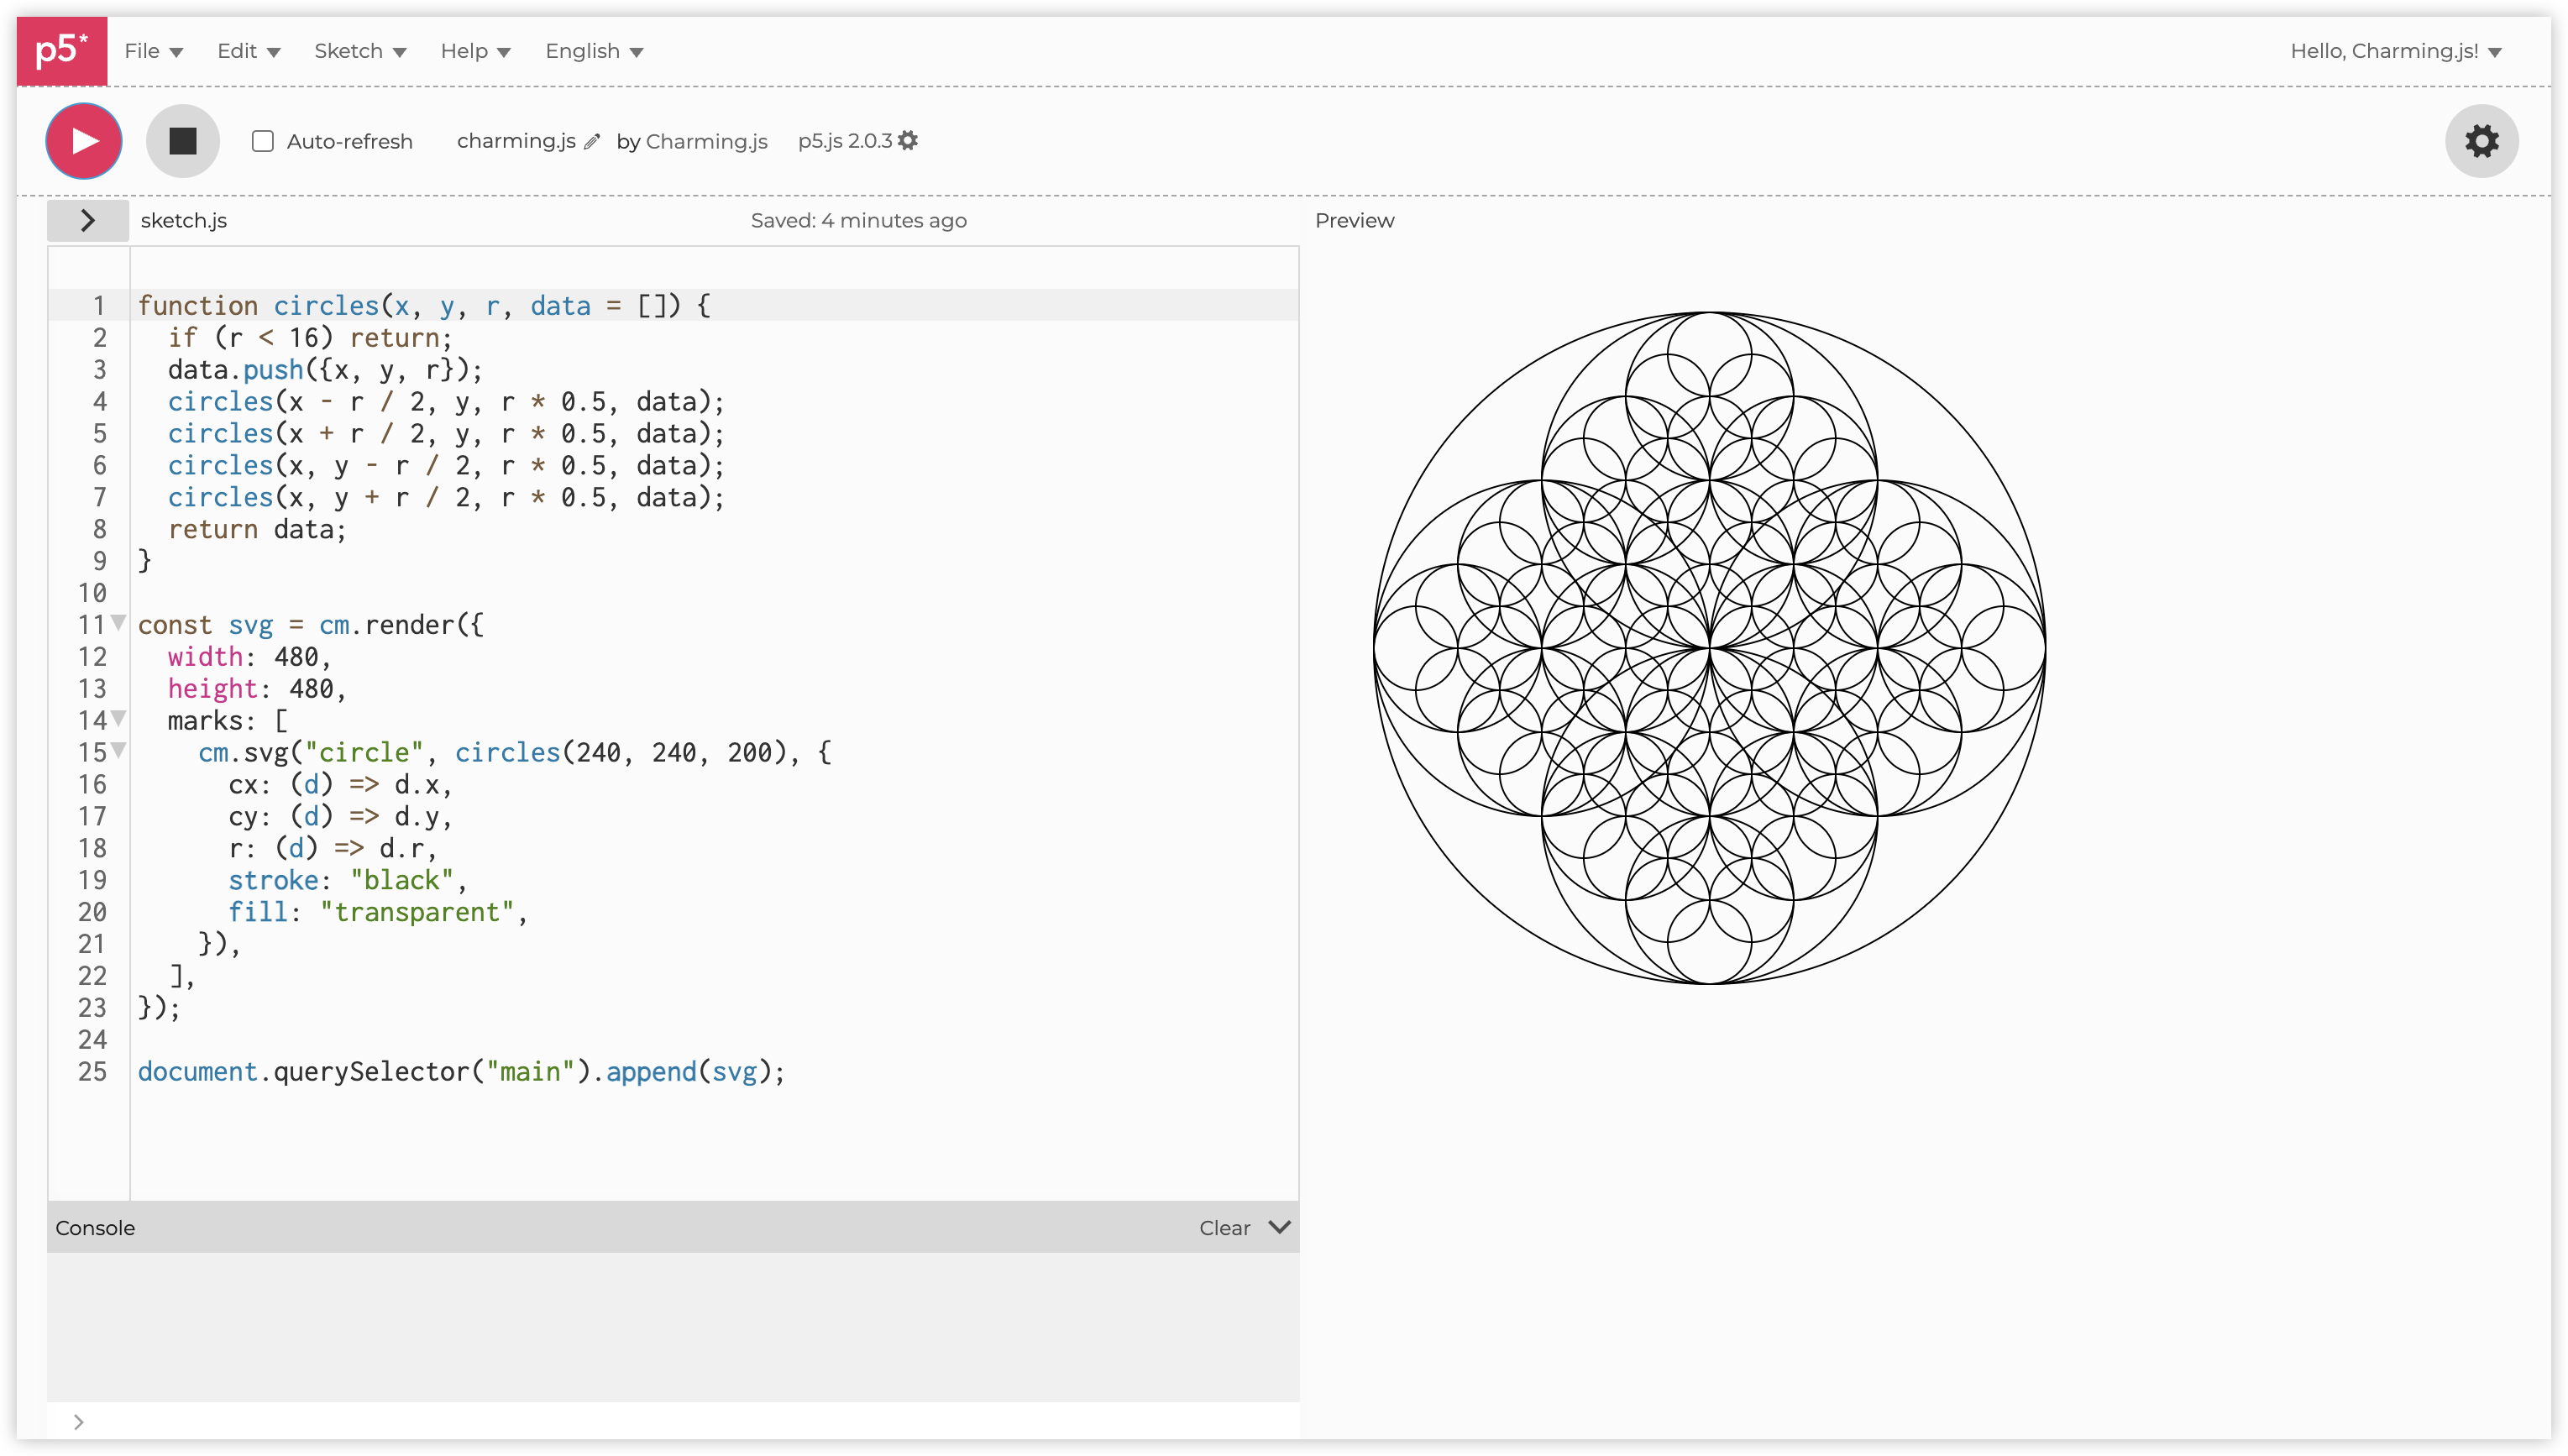 p5* File Edit Sketch Help English Hello, Charming.js!
Auto-refresh charming.js by Charming.js p5.js 2.0.3
sketch.js Saved: 4 minutes ago Preview
1 function circles(x, y, r, data = []) {
2   if (r < 16) return;
3   data.push({x, y, r});
4   circles(x - r / 2, y, r * 0.5, data);
5   circles(x + r / 2, y, r * 0.5, data);
6   circles(x, y - r / 2, r * 0.5, data);
7   circles(x, y + r / 2, r * 0.5, data);
8   return data;
9 }
10
11 const svg = cm.render({
12   width: 480,
13   height: 480,
14   marks: [
15     cm.svg("circle", circles(240, 240, 200), {
16       cx: (d) => d.x,
17       cy: (d) => d.y,
18       r: (d) => d.r,
19       stroke: "black",
20       fill: "transparent",
21     }),
22   ],
23 });
24
25 document.querySelector("main").append(svg);
Console Clear
>